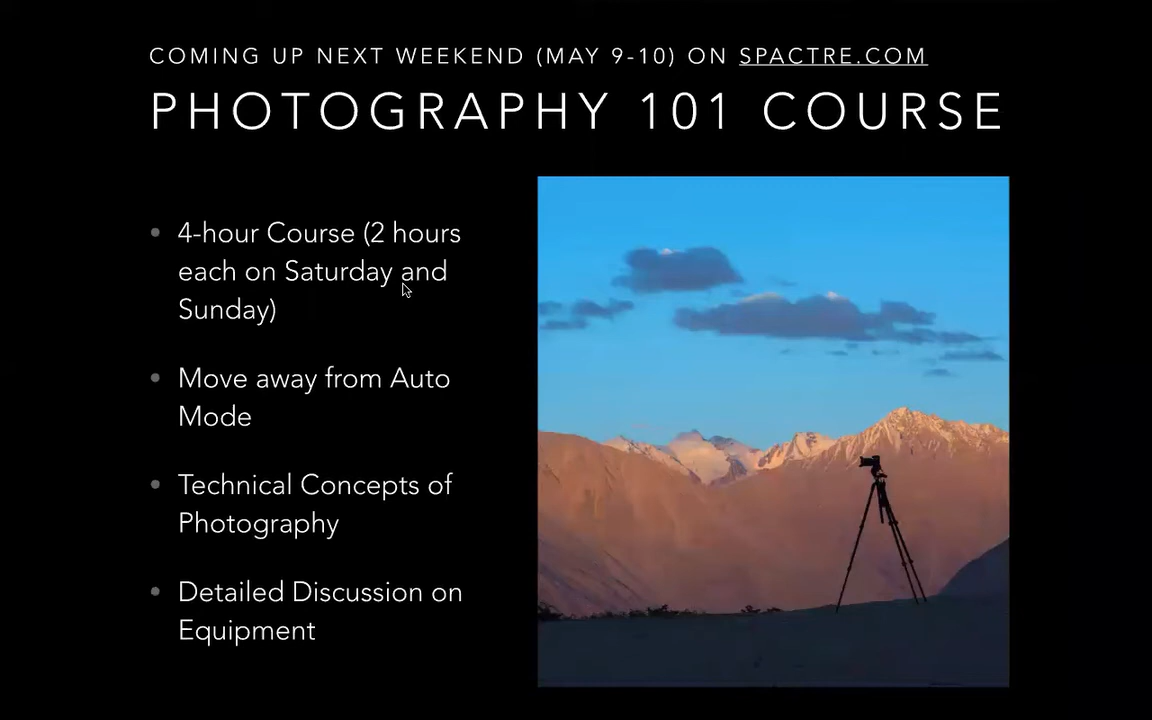 COMING UP NEXT WEEKEND (MAY 9-10) ON SPACTRE.COM
PHOTOGRAPHY 101 COURSE
• 4-hour Course (2 hours
each on Saturday and
Sunday)
• Move away from Auto
Mode
• Technical Concepts of
Photography
• Detailed Discussion on
Equipment